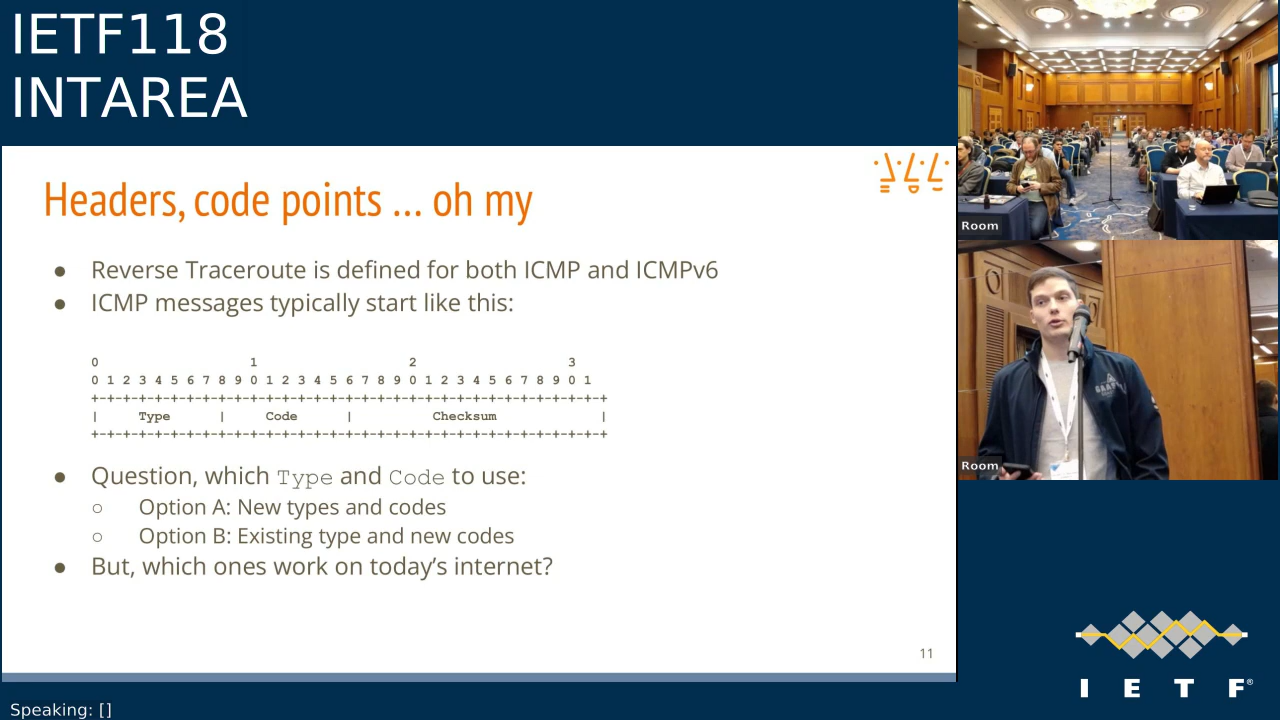 IETF118
INTAREA
Headers, code points ... oh my
● Reverse Traceroute is defined for both ICMP and ICMPv6
● ICMP messages typically start like this:
0                   1                   2                   3
0 1 2 3 4 5 6 7 8 9 0 1 2 3 4 5 6 7 8 9 0 1 2 3 4 5 6 7 8 9 0 1
+-+-+-+-+-+-+-+-+-+-+-+-+-+-+-+-+-+-+-+-+-+-+-+-+-+-+-+-+-+-+-+-+
|     Type      |     Code      |          Checksum             |
+-+-+-+-+-+-+-+-+-+-+-+-+-+-+-+-+-+-+-+-+-+-+-+-+-+-+-+-+-+-+-+-+
● Question, which Type and Code to use:
○ Option A: New types and codes
○ Option B: Existing type and new codes
● But, which ones work on today's internet?
11
Room
Room
I E T F®
Speaking: []